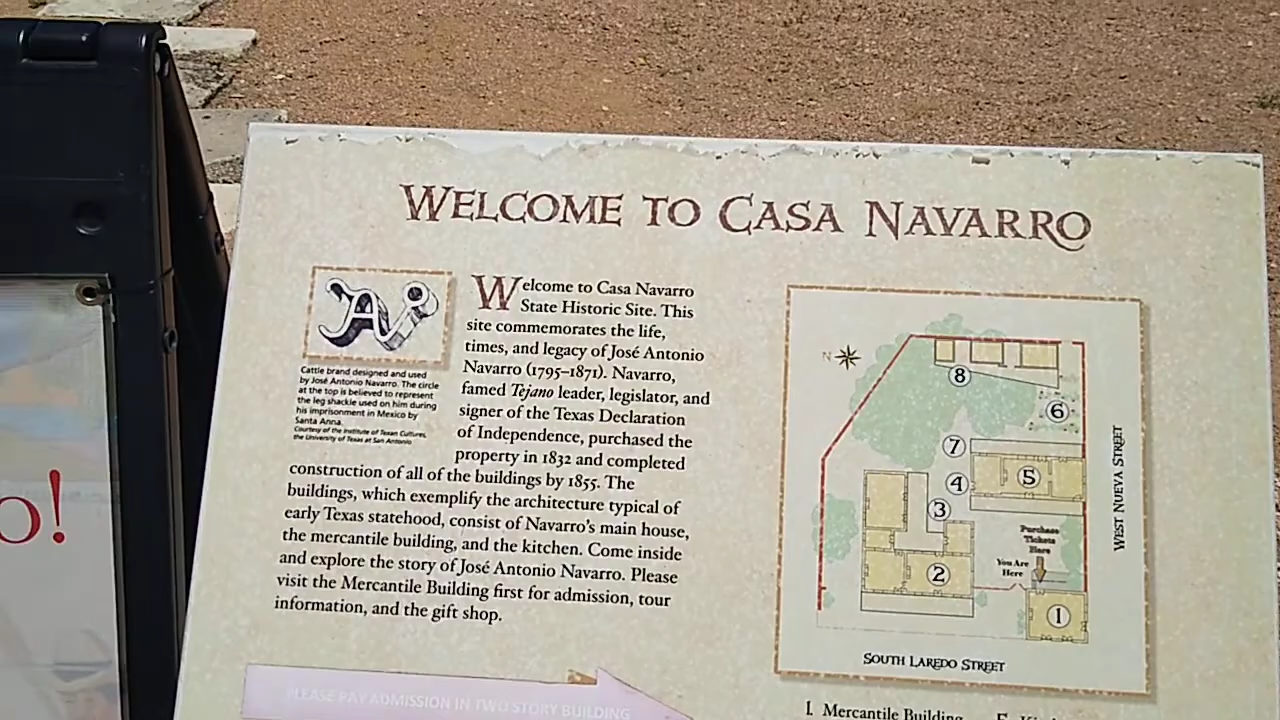 WELCOME TO CASA NAVARRO
Cattle brand designed and used
by José Antonio Navarro. The circle
at the top is believed to represent
the leg shackle used on him during
his imprisonment in Mexico by
Santa Anna.
Courtesy of the Institute of Texan Cultures,
the University of Texas at San Antonio
Welcome to Casa Navarro
State Historic Site. This
site commemorates the life,
times, and legacy of José Antonio
Navarro (1795–1871). Navarro,
famed Tejano leader, legislator, and
signer of the Texas Declaration
of Independence, purchased the
property in 1832 and completed
construction of all of the buildings by 1855. The
buildings, which exemplify the architecture typical of
early Texas statehood, consist of Navarro's main house,
the mercantile building, and the kitchen. Come inside
and explore the story of José Antonio Navarro. Please
visit the Mercantile Building first for admission, tour
information, and the gift shop.
PLEASE PAY ADMISSION IN TWO STORY BUILDING
N
8
6
7
5
4
3
2
1
Purchase
Tickets
Here
You Are
Here
WEST NUEVA STREET
SOUTH LAREDO STREET
1. Mercantile Building
o!